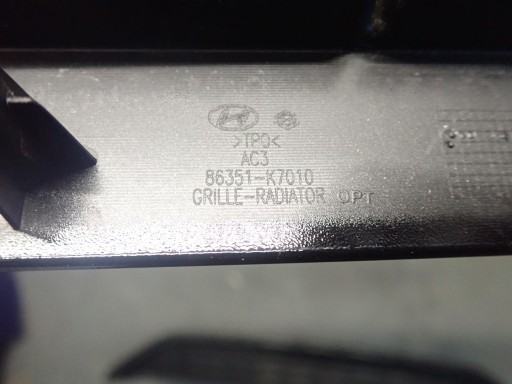 >TPO<
AC3
86351-K7010
GRILLE-RADIATOR OPT